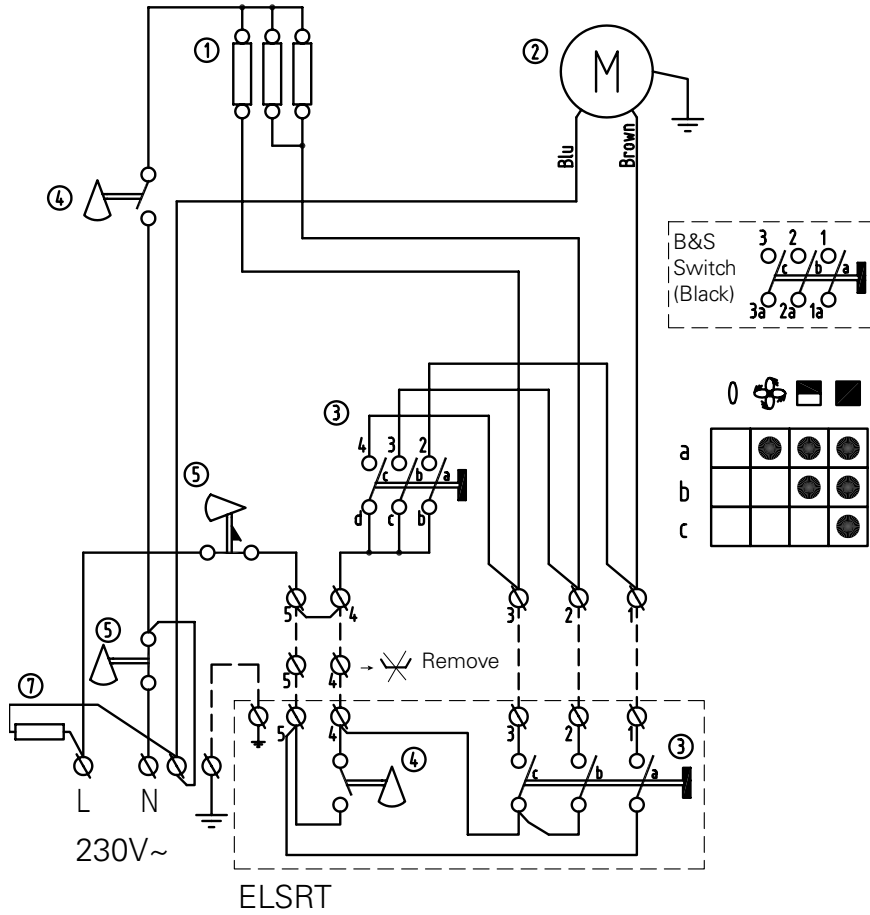 1
2
M
Blu
Brown
4
B&S
Switch
(Black)
3 2 1
c b a
3a 2a 1a
3
4 3 2
c b a
d c b
a
b
c
5
5 4 3 2 1
5
5 4 → Remove
7
5 4 3 2 1
3
4
c b a
L N
230V~
ELSRT